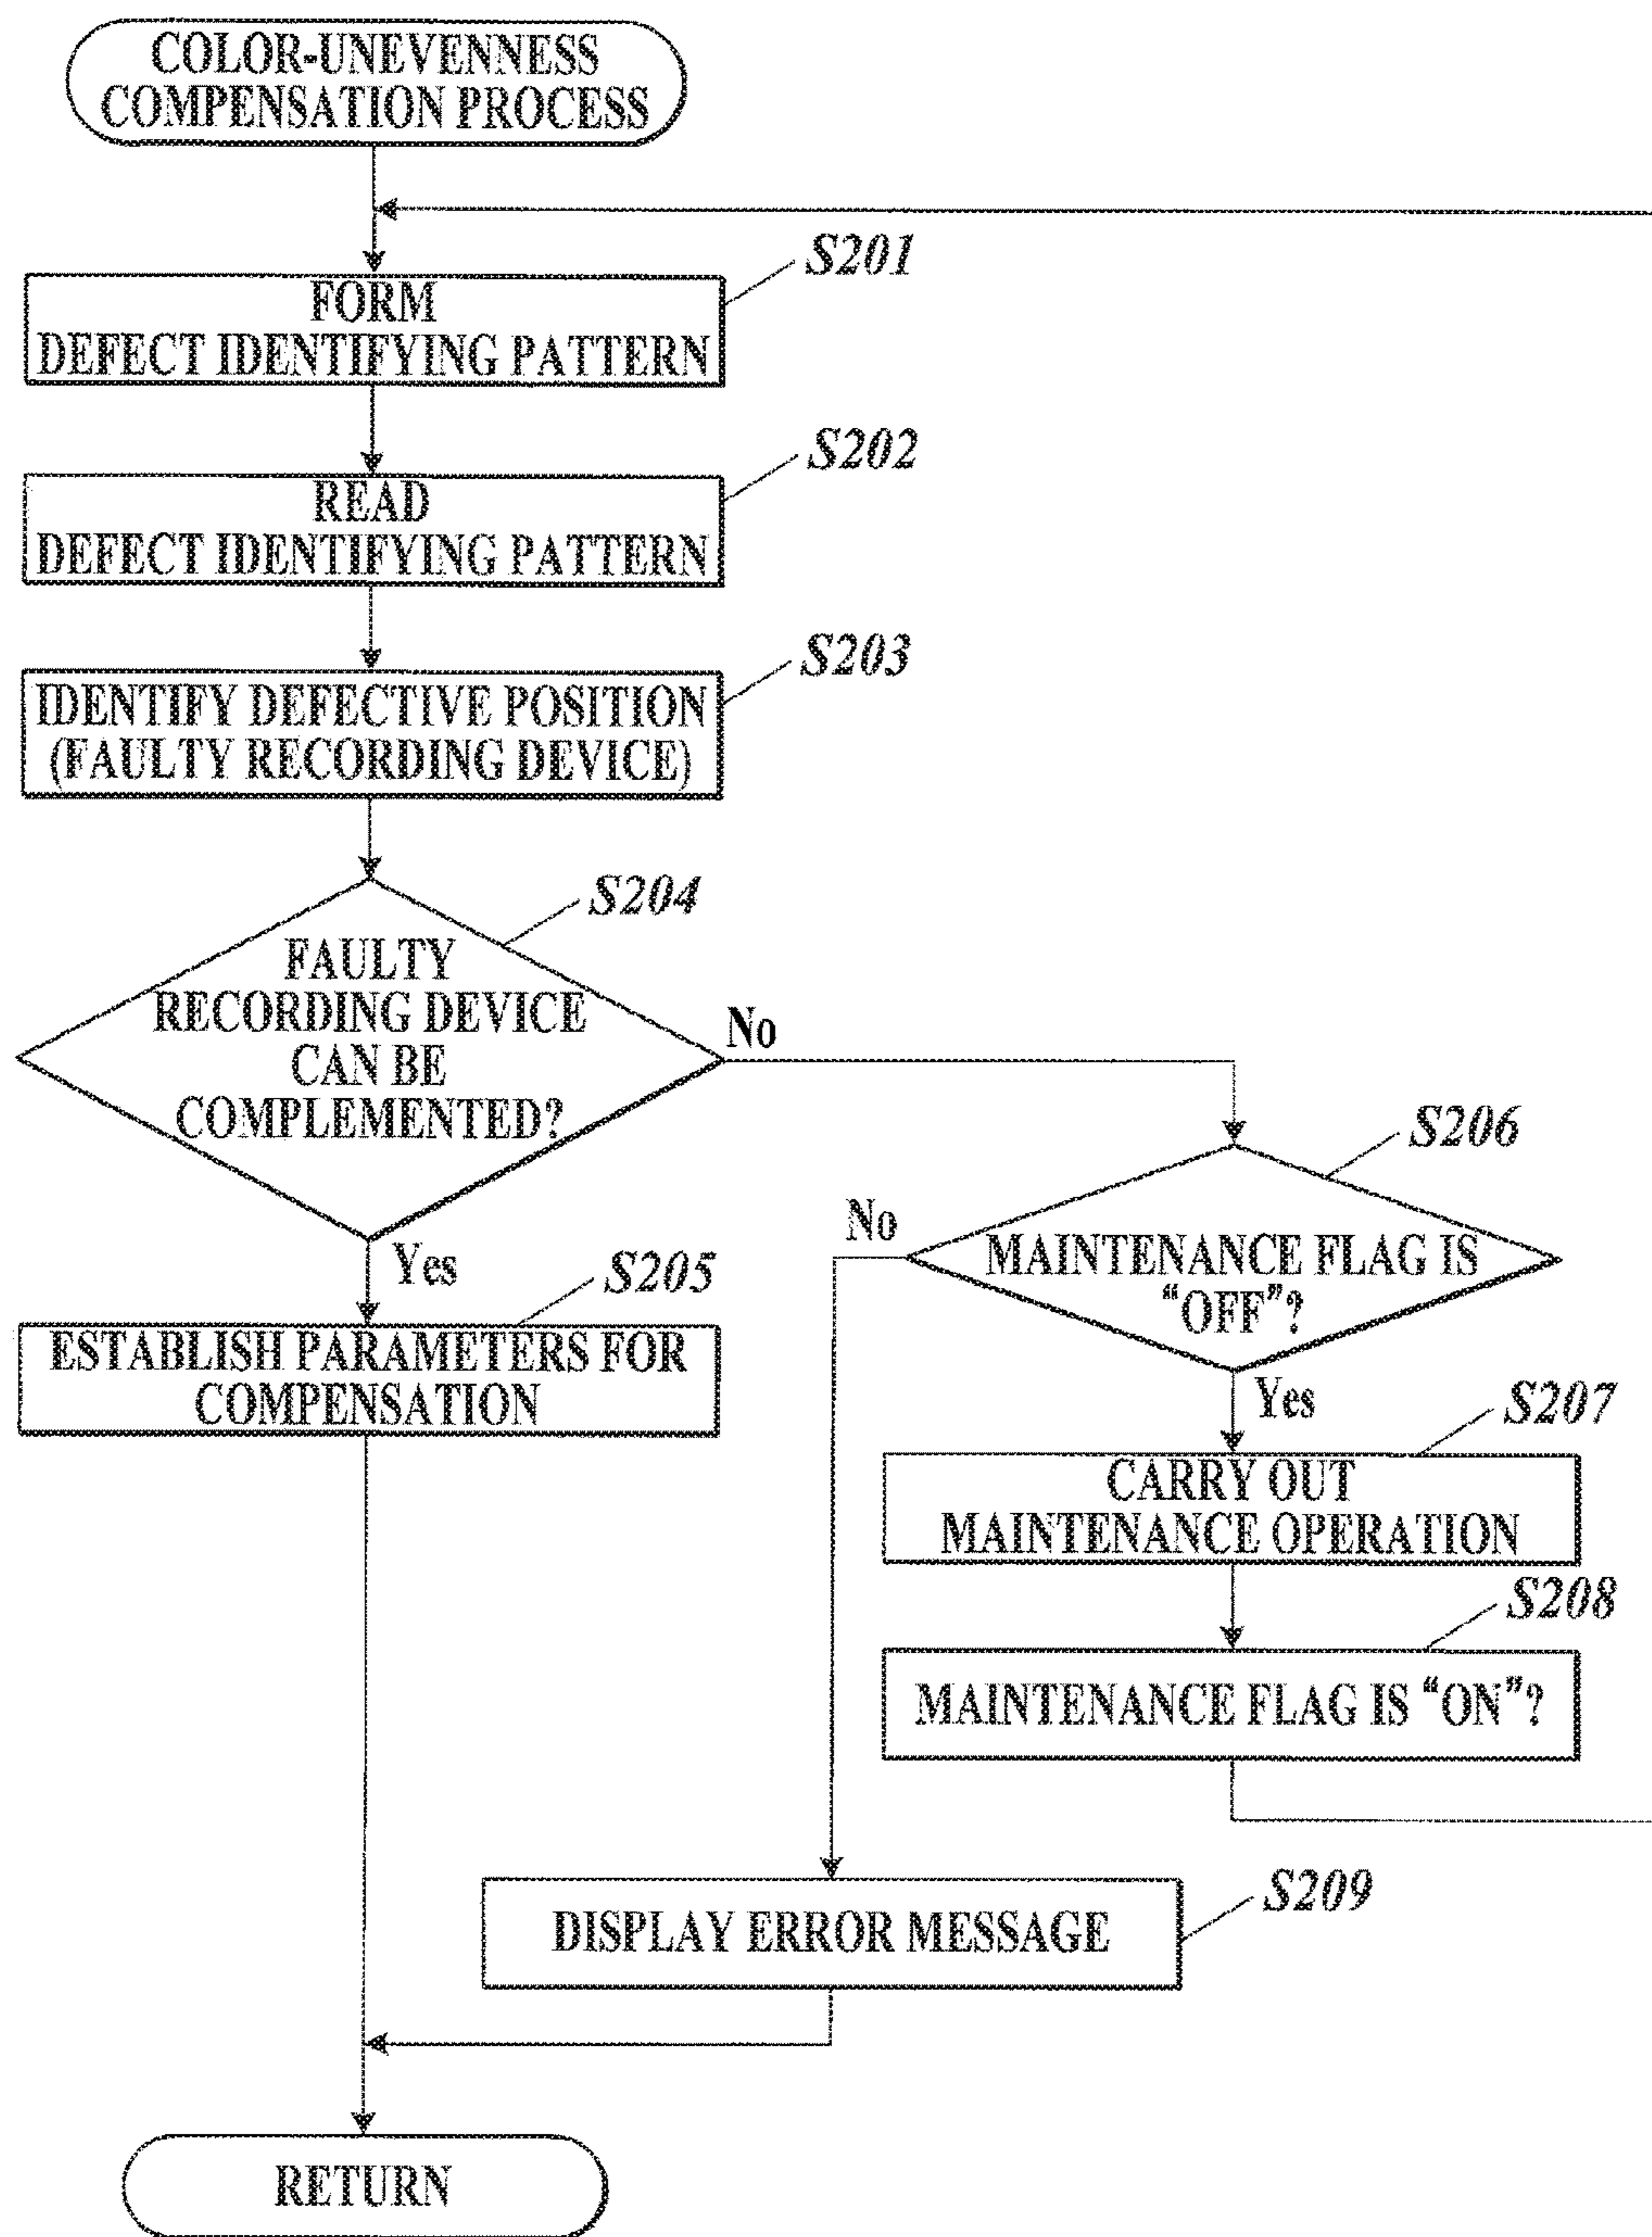 COLOR-UNEVENNESS
COMPENSATION PROCESS
S201
FORM
DEFECT IDENTIFYING PATTERN
S202
READ
DEFECT IDENTIFYING PATTERN
S203
IDENTIFY DEFECTIVE POSITION
(FAULTY RECORDING DEVICE)
S204
FAULTY
RECORDING DEVICE
CAN BE
COMPLEMENTED?
No
Yes
S205
ESTABLISH PARAMETERS FOR
COMPENSATION
S206
No
MAINTENANCE FLAG IS
“OFF”?
Yes
S207
CARRY OUT
MAINTENANCE OPERATION
S208
MAINTENANCE FLAG IS “ON”?
S209
DISPLAY ERROR MESSAGE
RETURN